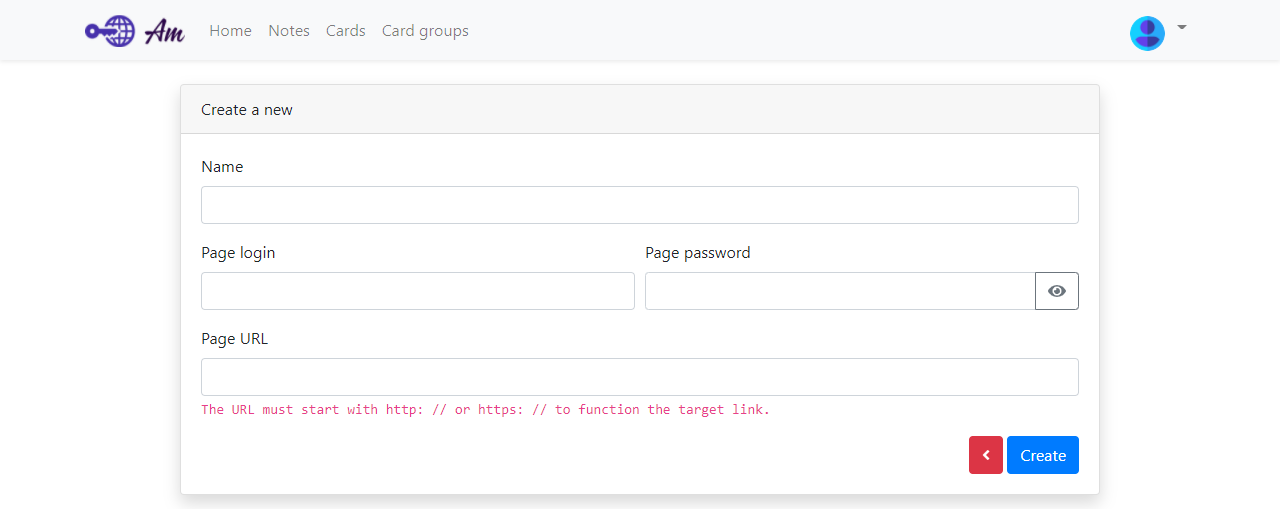 Am Home Notes Cards Card groups
Create a new
Name
Page login Page password
Page URL
The URL must start with http: // or https: // to function the target link.
Create